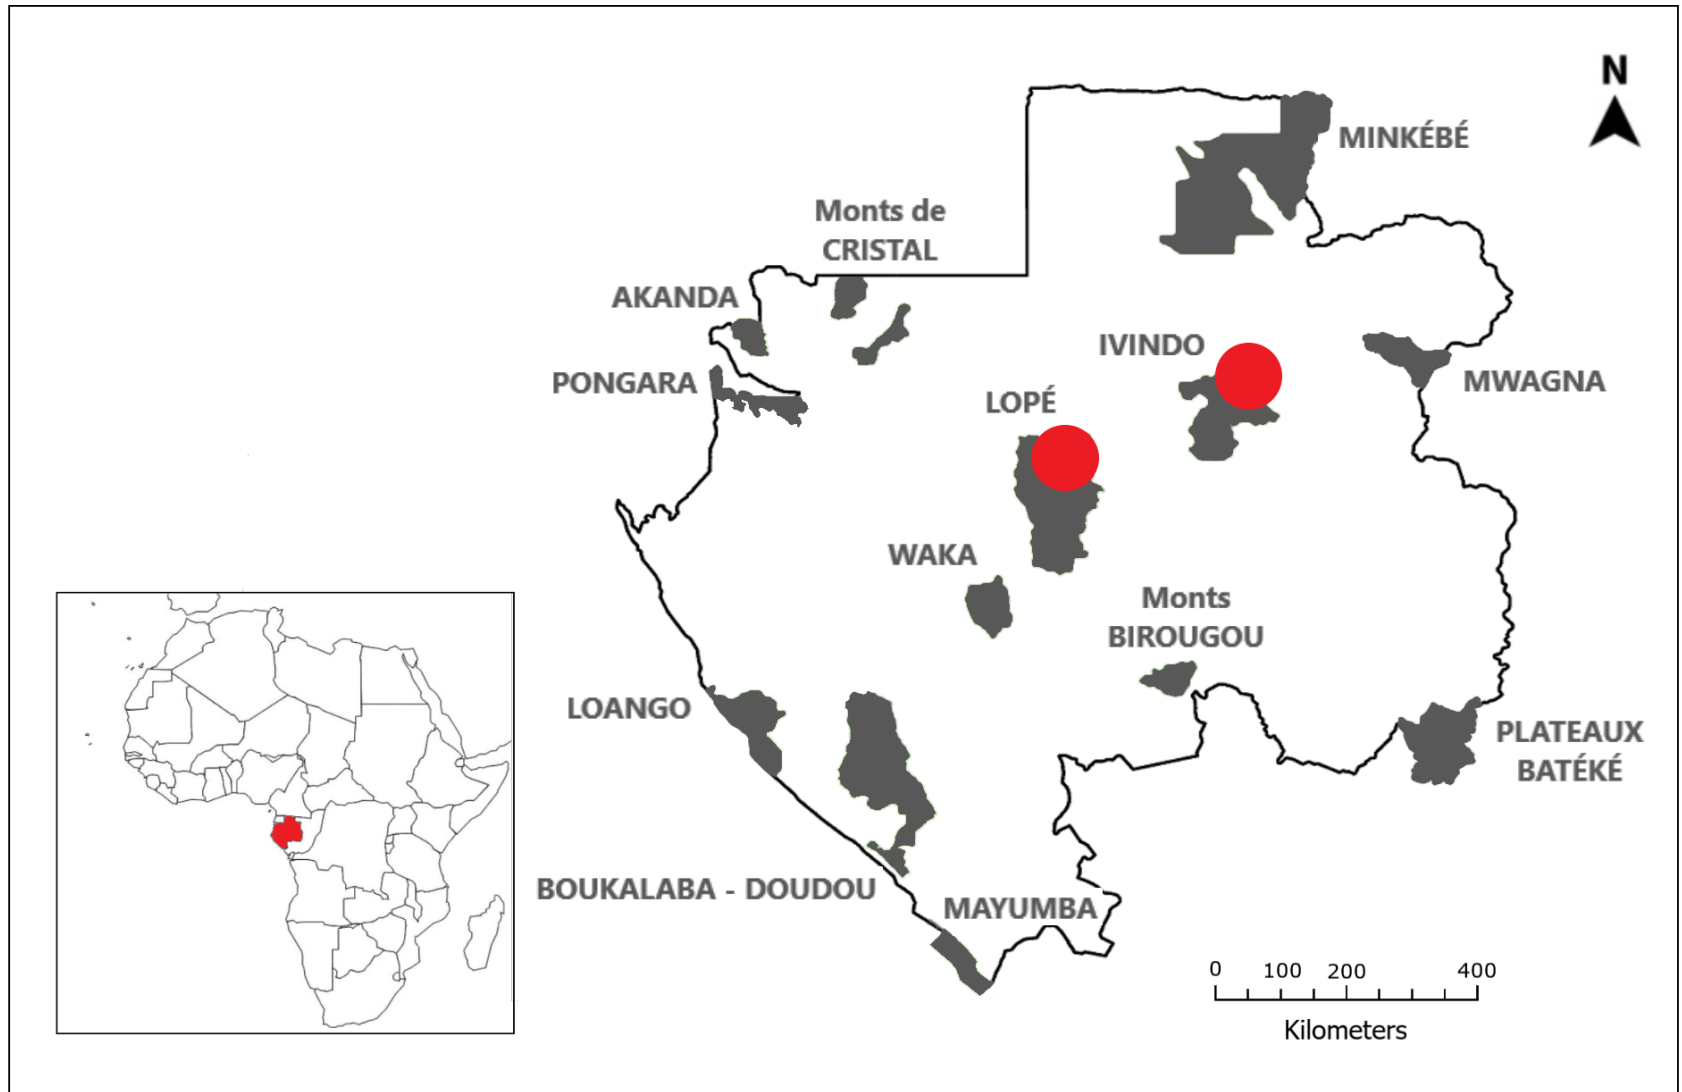 N
MINKÉBÉ
Monts de
CRISTAL
AKANDA
IVINDO
PONGARA
MWAGNA
LOPÉ
WAKA
Monts
BIROUGOU
LOANGO
PLATEAUX
BATÉKÉ
BOUKALABA - DOUDOU
MAYUMBA
0 100 200 400
Kilometers